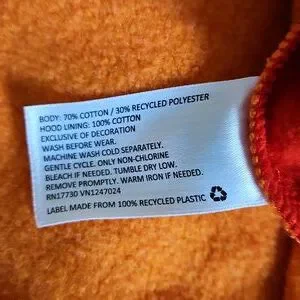 BODY: 70% COTTON / 30% RECYCLED POLYESTER
HOOD LINING: 100% COTTON
EXCLUSIVE OF DECORATION
WASH BEFORE WEAR.
MACHINE WASH COLD SEPARATELY.
GENTLE CYCLE. ONLY NON-CHLORINE
BLEACH IF NEEDED. TUMBLE DRY LOW.
REMOVE PROMPTLY. WARM IRON IF NEEDED.
RN17730 VN1247024
LABEL MADE FROM 100% RECYCLED PLASTIC